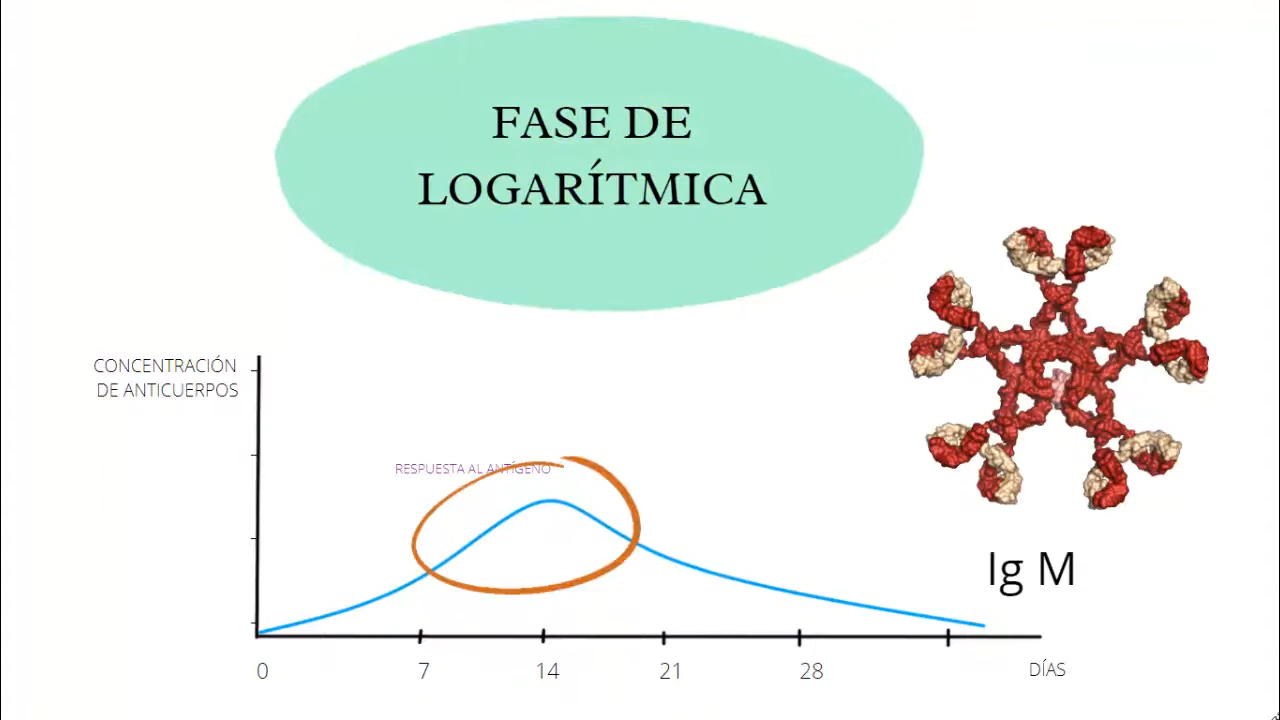 FASE DE
LOGARÍTMICA
CONCENTRACIÓN
DE ANTICUERPOS
RESPUESTA AL ANTÍGENO
Ig M
0 7 14 21 28 DÍAS